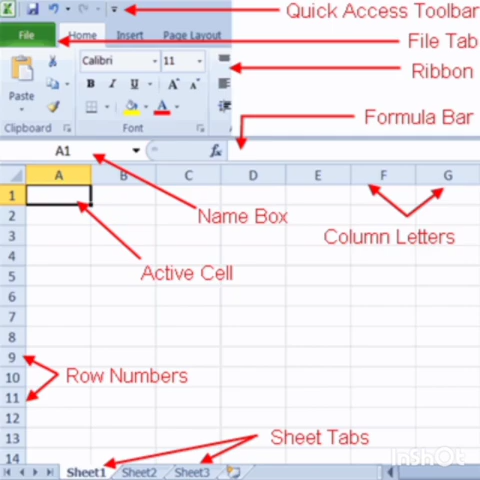 Quick Access Toolbar
File Home Insert Page Layout
File Tab
Calibri 11
Ribbon
Paste
B I U A A
A
Clipboard Font
Formula Bar
A1 fx
A B C D E F G
1
2
Name Box
3
Column Letters
4
5
Active Cell
6
7
8
9
10
Row Numbers
11
12
13
Sheet Tabs
14
Sheet1 Sheet2 Sheet3
InShOt